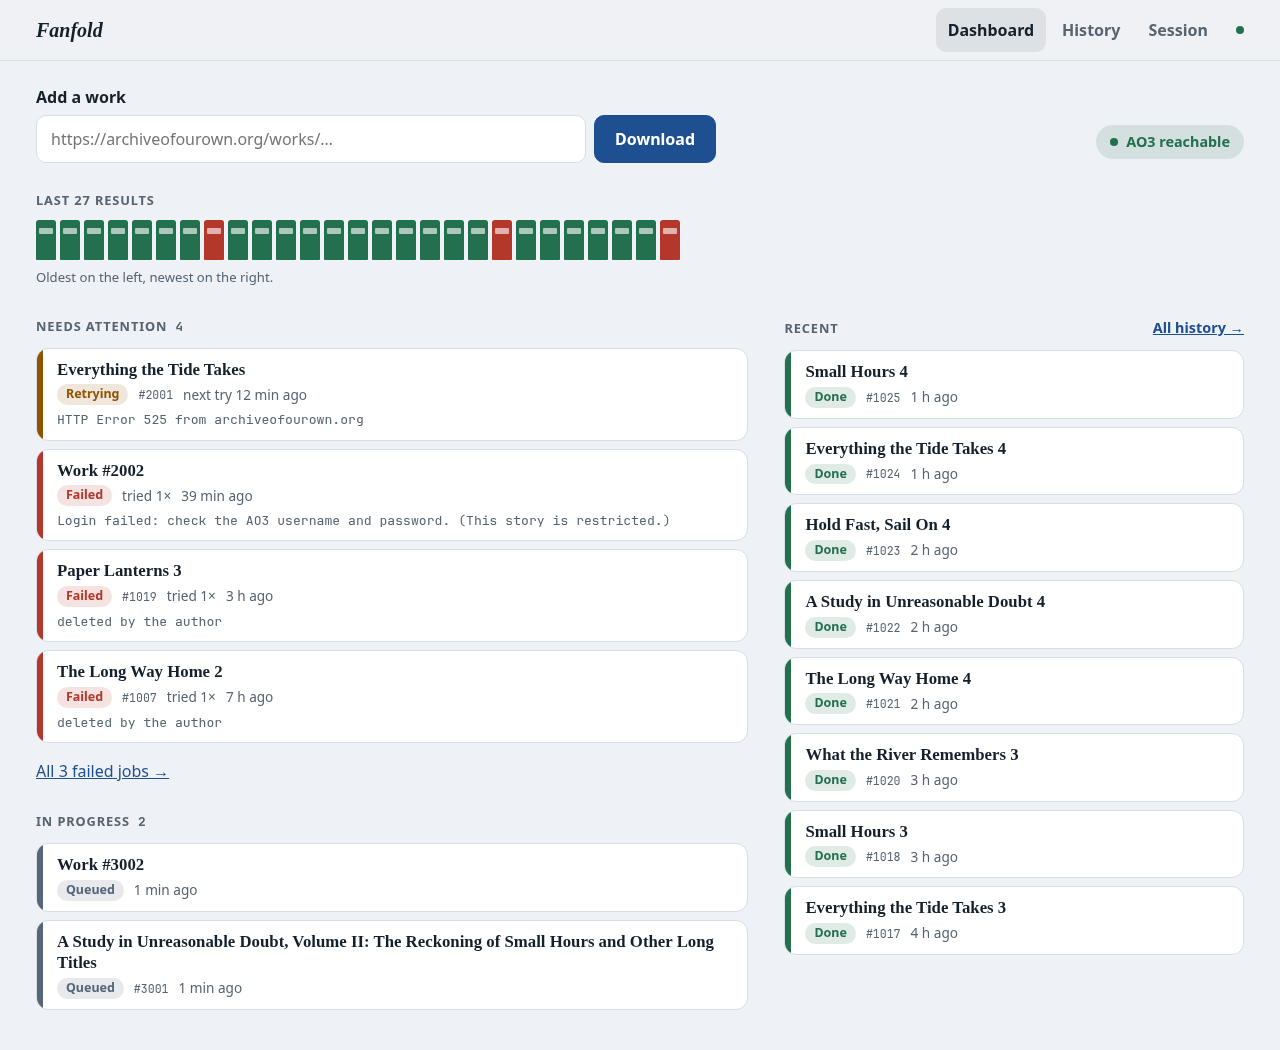 Fanfold
Dashboard History Session
Add a work
https://archiveofourown.org/works/...
Download
AO3 reachable
LAST 27 RESULTS
Oldest on the left, newest on the right.
NEEDS ATTENTION 4
Everything the Tide Takes
Retrying #2001 next try 12 min ago
HTTP Error 525 from archiveofourown.org
Work #2002
Failed tried 1× 39 min ago
Login failed: check the AO3 username and password. (This story is restricted.)
Paper Lanterns 3
Failed #1019 tried 1× 3 h ago
deleted by the author
The Long Way Home 2
Failed #1007 tried 1× 7 h ago
deleted by the author
All 3 failed jobs →
IN PROGRESS 2
Work #3002
Queued 1 min ago
A Study in Unreasonable Doubt, Volume II: The Reckoning of Small Hours and Other Long
Titles
Queued #3001 1 min ago
RECENT
All history →
Small Hours 4
Done #1025 1 h ago
Everything the Tide Takes 4
Done #1024 1 h ago
Hold Fast, Sail On 4
Done #1023 2 h ago
A Study in Unreasonable Doubt 4
Done #1022 2 h ago
The Long Way Home 4
Done #1021 2 h ago
What the River Remembers 3
Done #1020 3 h ago
Small Hours 3
Done #1018 3 h ago
Everything the Tide Takes 3
Done #1017 4 h ago